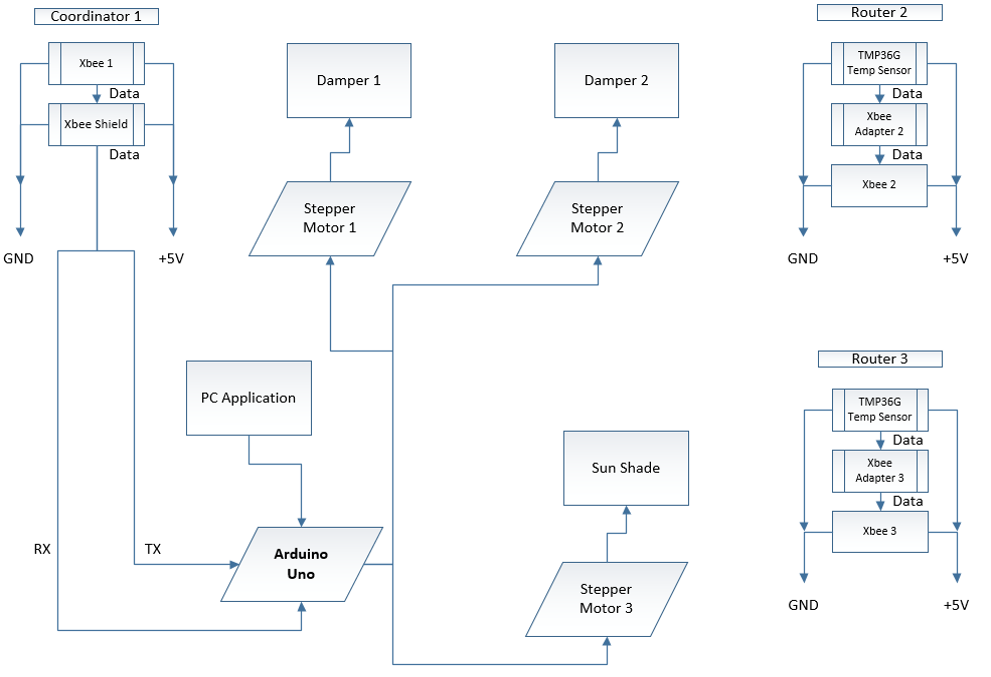 Coordinator 1
Xbee 1
Data
Xbee Shield
Data
GND
+5V
Damper 1
Stepper
Motor 1
Damper 2
Stepper
Motor 2
Router 2
TMP36G
Temp Sensor
Data
Xbee
Adapter 2
Data
Xbee 2
GND
+5V
PC Application
RX
TX
Arduino
Uno
Sun Shade
Stepper
Motor 3
Router 3
TMP36G
Temp Sensor
Data
Xbee
Adapter 3
Data
Xbee 3
GND
+5V